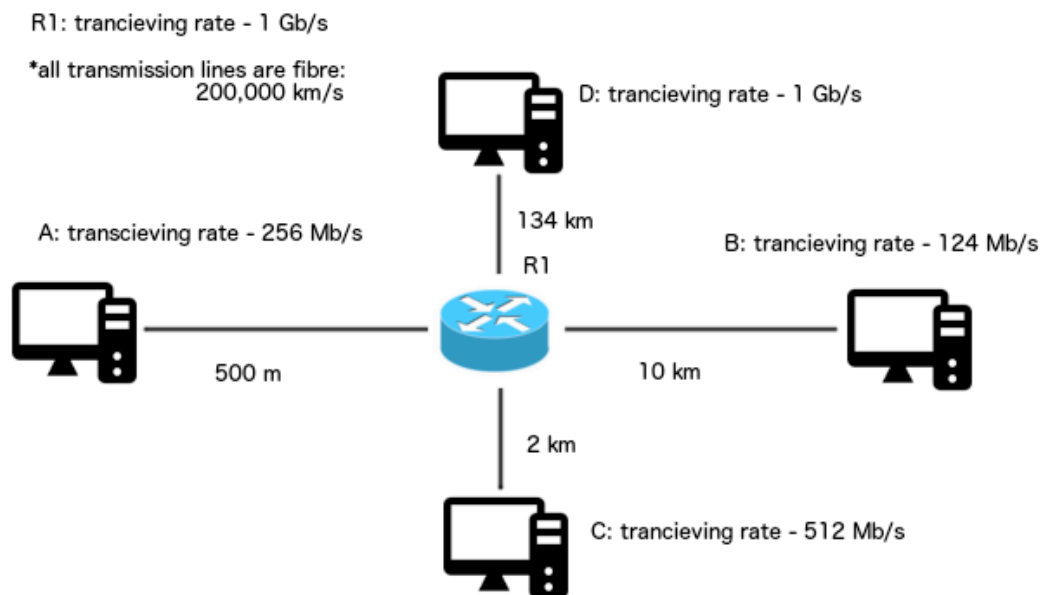 R1: trancieving rate - 1 Gb/s
*all transmission lines are fibre:
200,000 km/s
D: trancieving rate - 1 Gb/s
134 km
A: transcieving rate - 256 Mb/s
B: trancieving rate - 124 Mb/s
R1
500 m
10 km
2 km
C: trancieving rate - 512 Mb/s